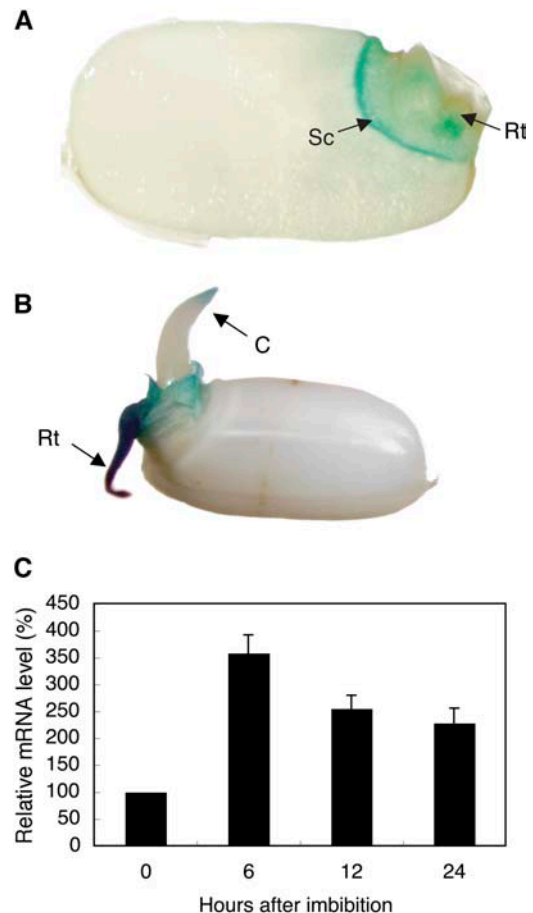 A
Sc
Rt
B
C
Rt
C
Relative mRNA level (%)
450
400
350
300
250
200
150
100
50
0
0 6 12 24
Hours after imbibition